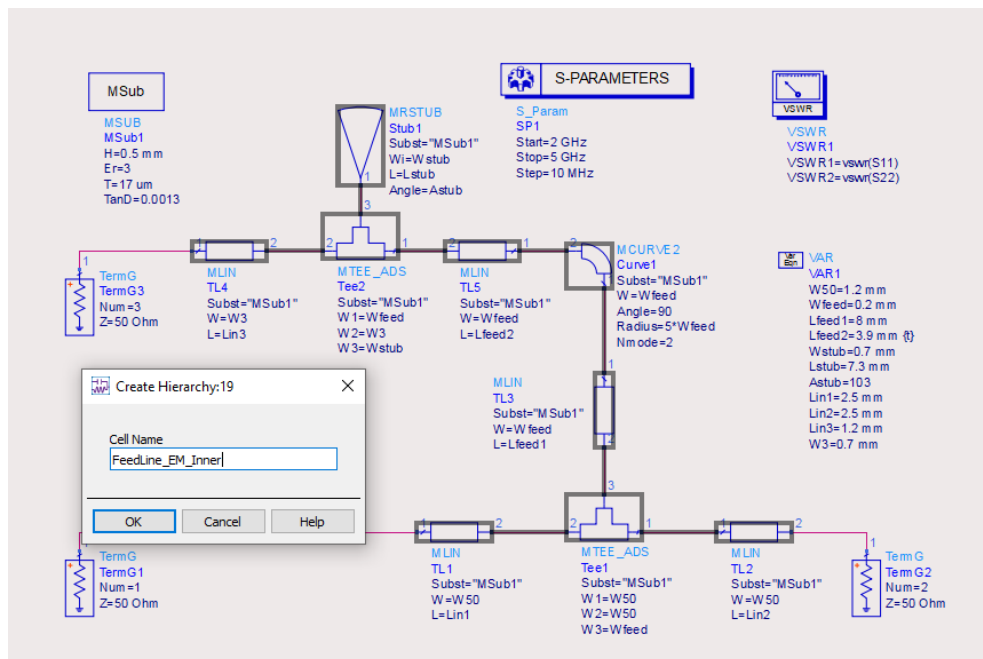 MSub
MSUB
MSub1
H=0.5 mm
Er=3
T=17 um
TanD=0.0013
MRSTUB
Stub1
Subst="MSub1"
Wi=Wstub
L=Lstub
Angle=Astub
1
3
S-PARAMETERS
S_Param
SP1
Start=2 GHz
Stop=5 GHz
Step=10 MHz
VSWR
VSWR
VSWR1
VSWR1=vswr(S11)
VSWR2=vswr(S22)
1
TermG
TermG3
Num=3
Z=50 Ohm
1
2
MLIN
TL4
Subst="MSub1"
W=W3
L=Lin3
2
1
MTEE_ADS
Tee2
Subst="MSub1"
W1=Wfeed
W2=W3
W3=Wstub
2
1
MLIN
TL5
Subst="MSub1"
W=Wfeed
L=Lfeed2
2
1
MCURVE2
Curve1
Subst="MSub1"
W=Wfeed
Angle=90
Radius=5*Wfeed
Nmode=2
Var
Eqn
VAR
VAR1
W50=1.2 mm
Wfeed=0.2 mm
Lfeed1=8 mm
Lfeed2=3.9 mm {t}
Wstub=0.7 mm
Lstub=7.3 mm
Astub=103
Lin1=2.5 mm
Lin2=2.5 mm
Lin3=1.2 mm
W3=0.7 mm
Create Hierarchy:19
Cell Name
FeedLine_EM_Inner
OK
Cancel
Help
1
2
MLIN
TL3
Subst="MSub1"
W=Wfeed
L=Lfeed1
1
TermG
TermG1
Num=1
Z=50 Ohm
1
2
MLIN
TL1
Subst="MSub1"
W=W50
L=Lin1
3
2
1
MTEE_ADS
Tee1
Subst="MSub1"
W1=W50
W2=W50
W3=Wfeed
1
2
MLIN
TL2
Subst="MSub1"
W=W50
L=Lin2
1
TermG
TermG2
Num=2
Z=50 Ohm